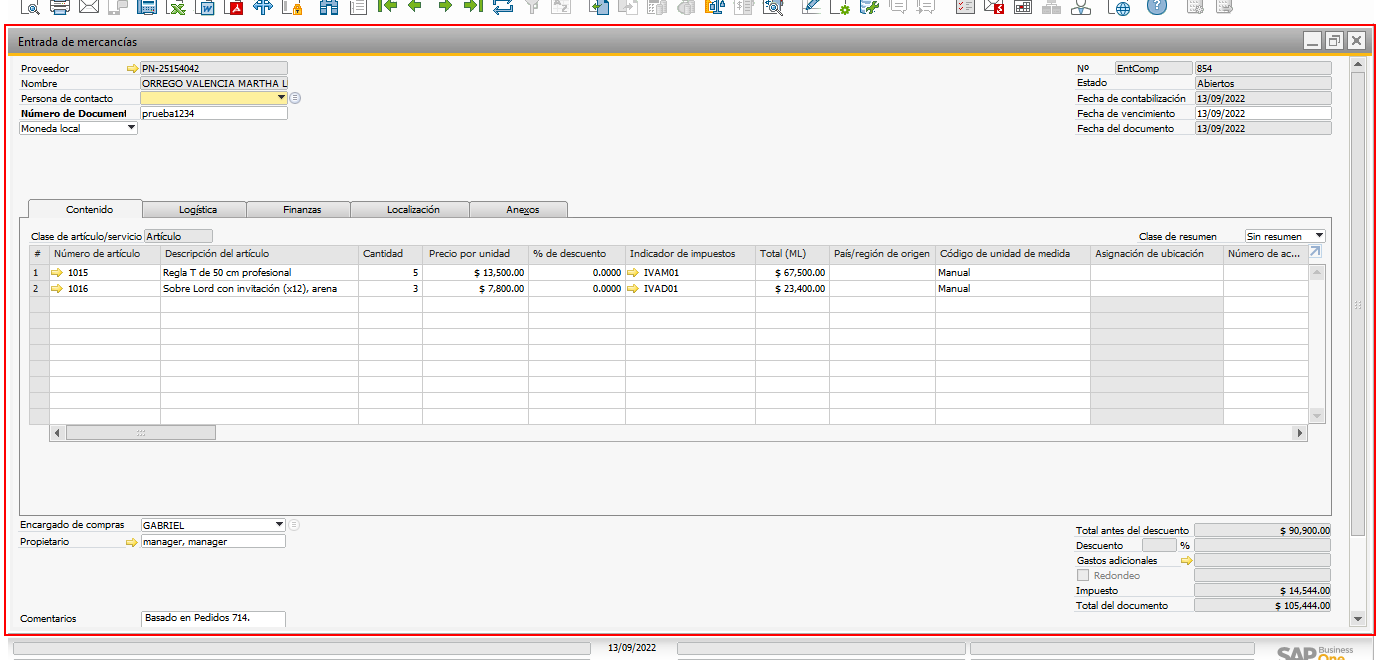 Entrada de mercancías
Proveedor PN-25154042
Nombre ORREGO VALENCIA MARTHA L
Persona de contacto
Número de Document prueba1234
Moneda local
Nº EntComp 854
Estado Abiertos
Fecha de contabilización 13/09/2022
Fecha de vencimiento 13/09/2022
Fecha del documento 13/09/2022
Contenido Logística Finanzas Localización Anexos
Clase de artículo/servicio Artículo Clase de resumen Sin resumen
# Número de artículo Descripción del artículo Cantidad Precio por unidad % de descuento Indicador de impuestos Total (ML) País/región de origen Código de unidad de medida Asignación de ubicación Número de ac...
1 1015 Regla T de 50 cm profesional 5 $ 13,500.00 0.0000 IVAM01 $ 67,500.00 Manual
2 1016 Sobre Lord con invitación (x12), arena 3 $ 7,800.00 0.0000 IVAD01 $ 23,400.00 Manual
Encargado de compras GABRIEL
Propietario manager, manager
Total antes del descuento $ 90,900.00
Descuento %
Gastos adicionales
Redondeo
Impuesto $ 14,544.00
Total del documento $ 105,444.00
Comentarios Basado en Pedidos 714.
13/09/2022
SAP Business
One